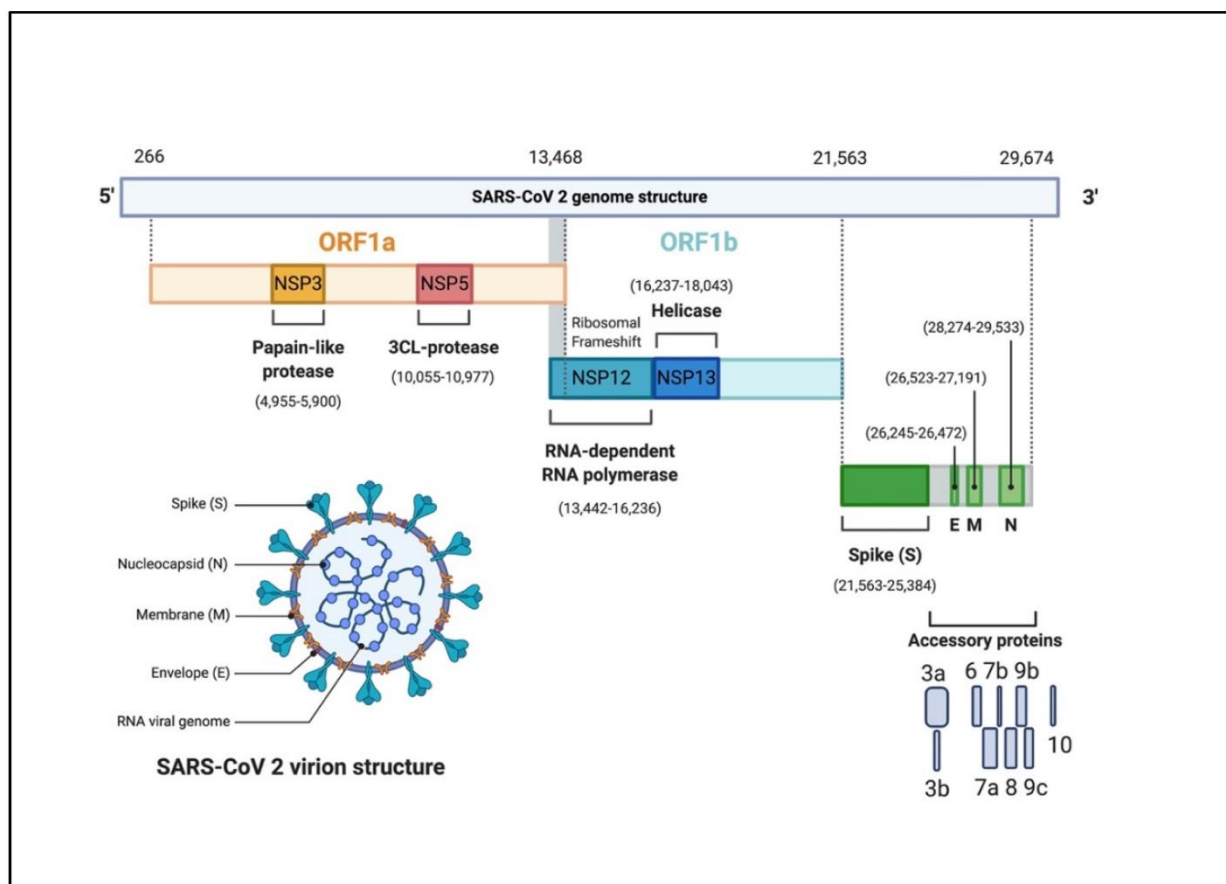 266
13,468
21,563
29,674
5'
SARS-CoV 2 genome structure
3'
ORF1a
ORF1b
NSP3
NSP5
(16,237-18,043)
Helicase
Papain-like
protease
(4,955-5,900)
3CL-protease
(10,055-10,977)
Ribosomal
Frameshift
NSP12
NSP13
RNA-dependent
RNA polymerase
(13,442-16,236)
(28,274-29,533)
(26,523-27,191)
(26,245-26,472)
E M N
Spike (S)
(21,563-25,384)
Accessory proteins
3a 6 7b 9b
10
3b 7a 8 9c
Spike (S)
Nucleocapsid (N)
Membrane (M)
Envelope (E)
RNA viral genome
SARS-CoV 2 virion structure